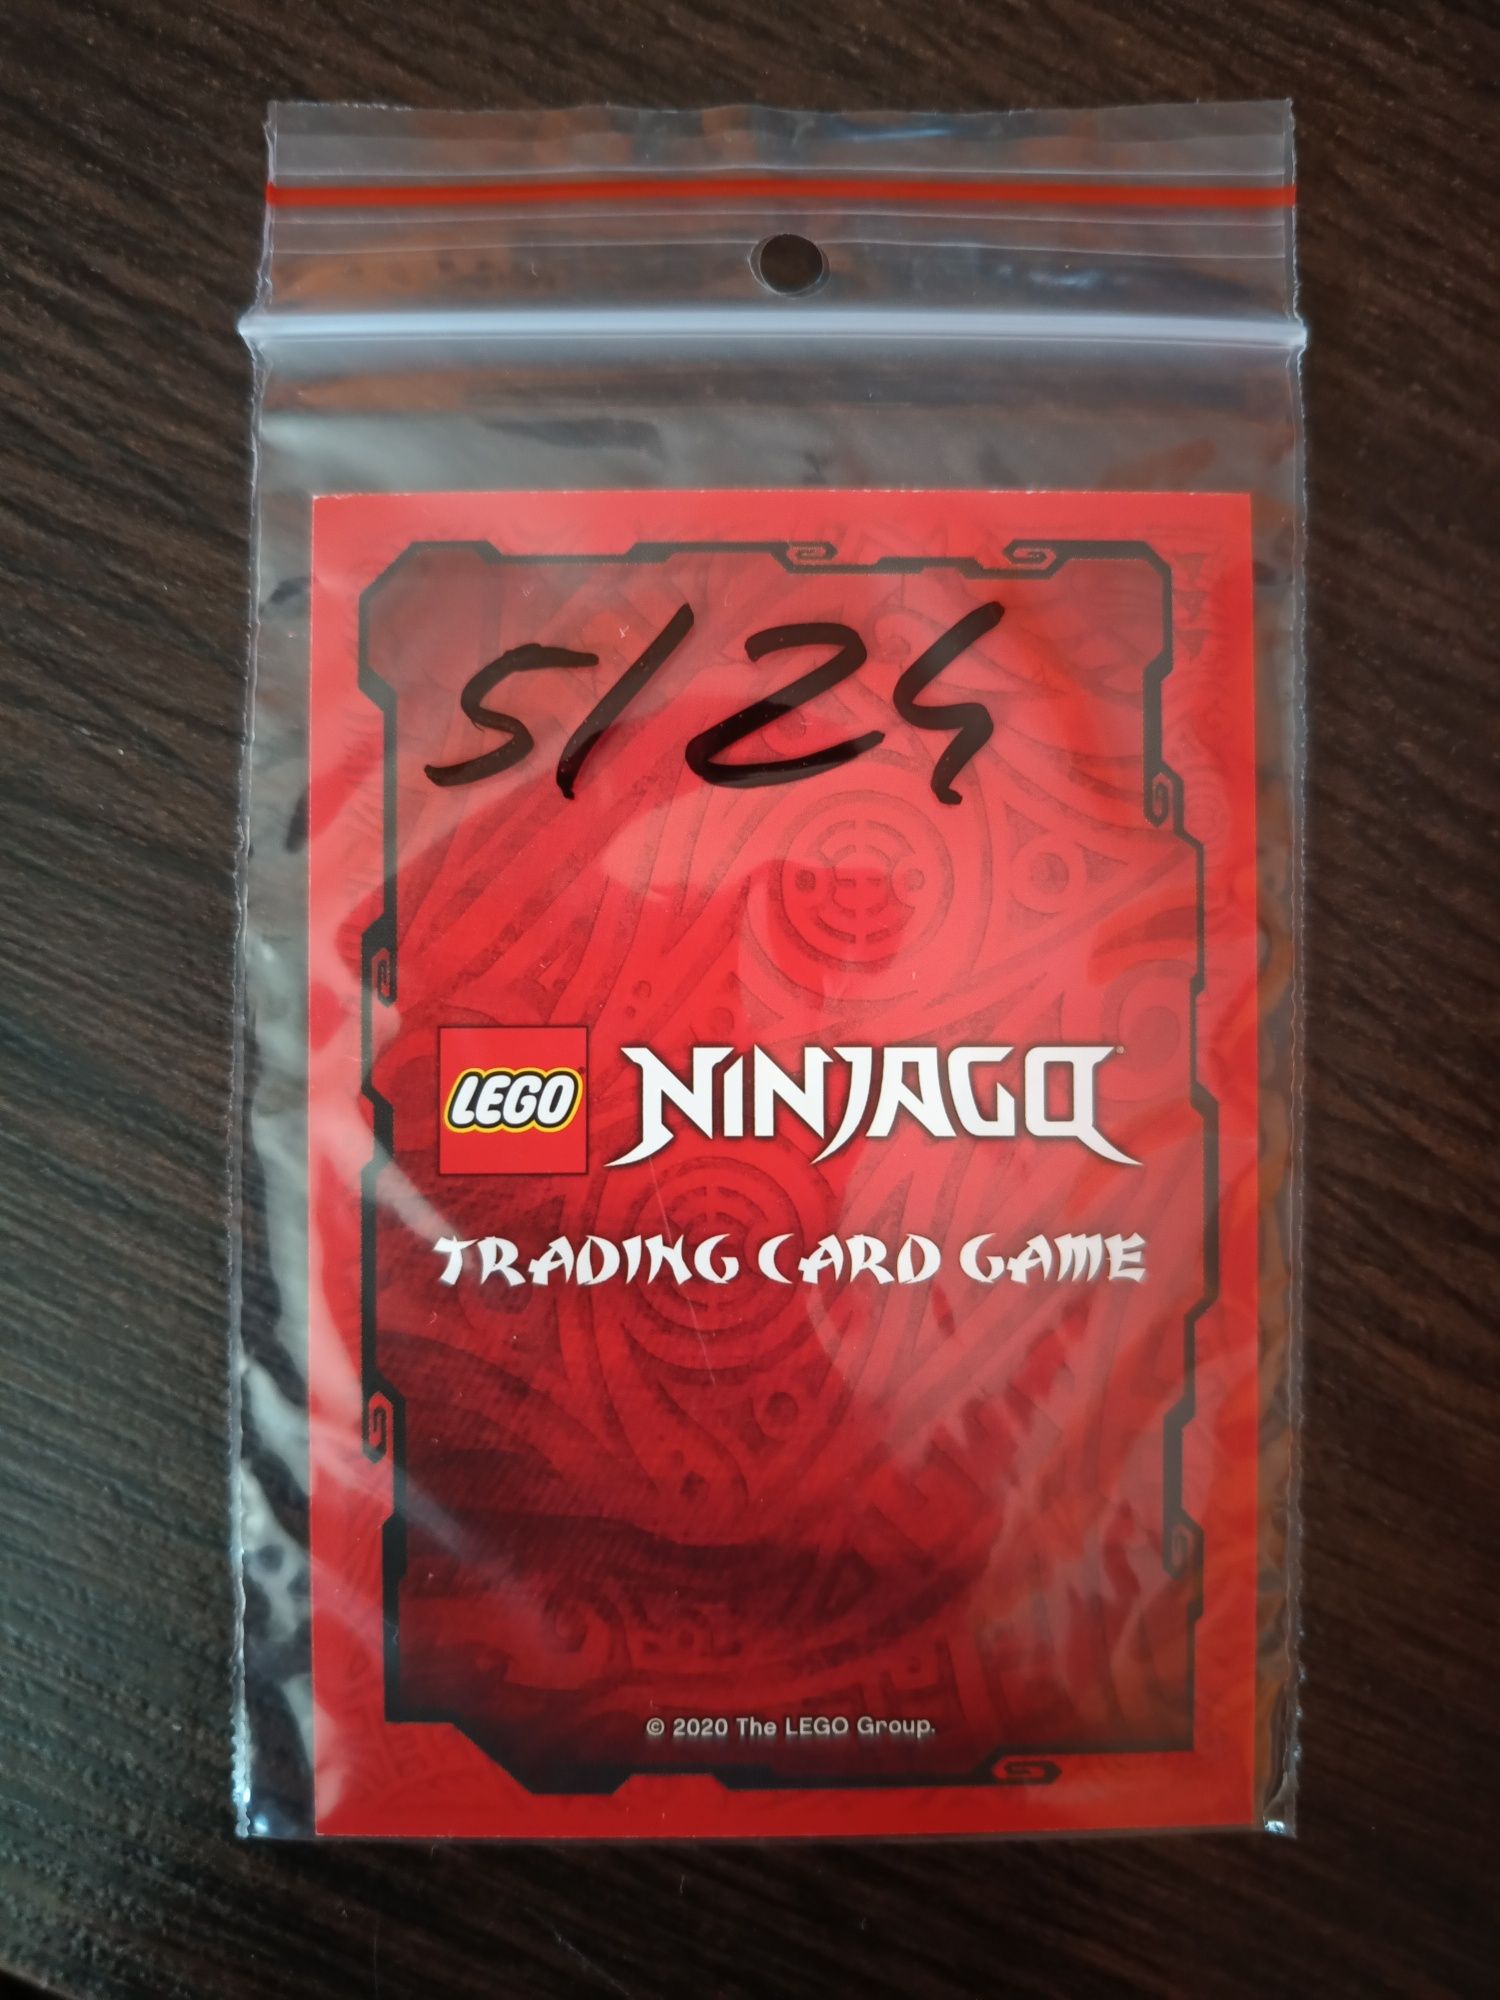 5/24
LEGO NINJAGO
TRADING CARD GAME
© 2020 The LEGO Group.